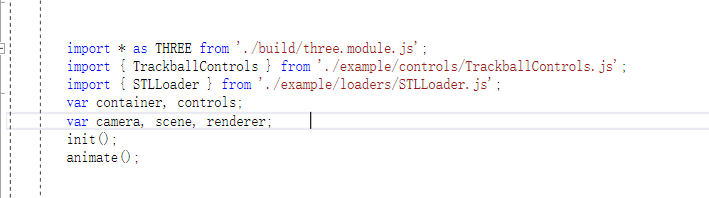 import * as THREE from './build/three.module.js';
import { TrackballControls } from './example/controls/TrackballControls.js';
import { STLLoader } from './example/loaders/STLLoader.js';
var container, controls;
var camera, scene, renderer;
init();
animate();